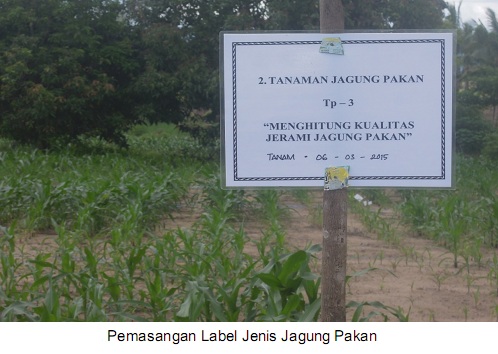 2. TANAMAN JAGUNG PAKAN
Tp – 3
“MENGHITUNG KUALITAS
JERAMI JAGUNG PAKAN”
TANAM - 06 - 03 - 2015
Pemasangan Label Jenis Jagung Pakan